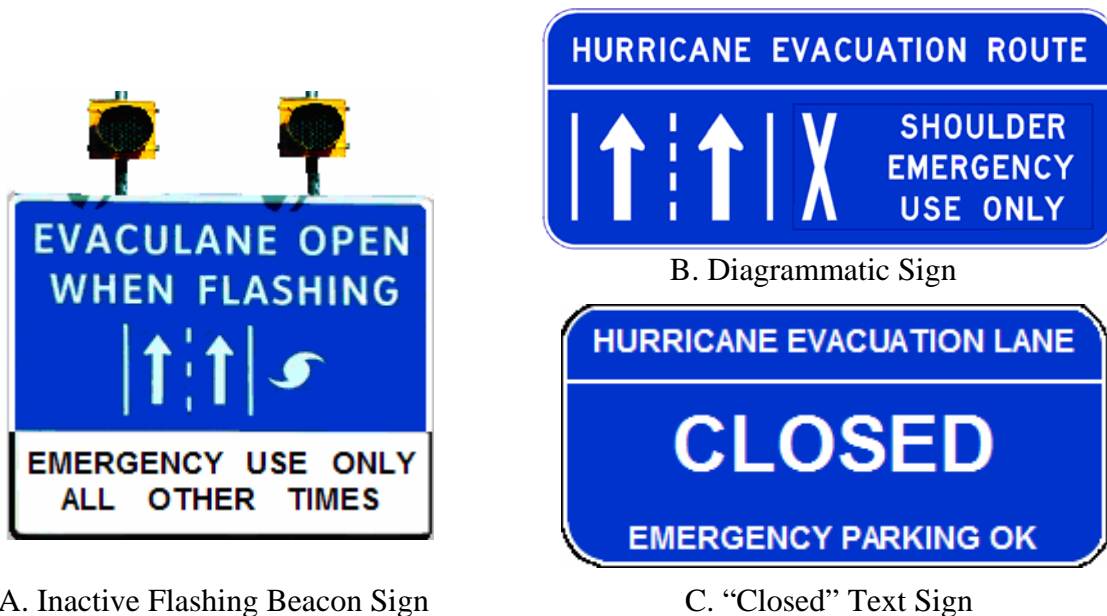 EVACULANE OPEN
WHEN FLASHING
EMERGENCY USE ONLY
ALL OTHER TIMES
A. Inactive Flashing Beacon Sign
HURRICANE EVACUATION ROUTE
SHOULDER
EMERGENCY
USE ONLY
B. Diagrammatic Sign
HURRICANE EVACUATION LANE
CLOSED
EMERGENCY PARKING OK
C. “Closed” Text Sign